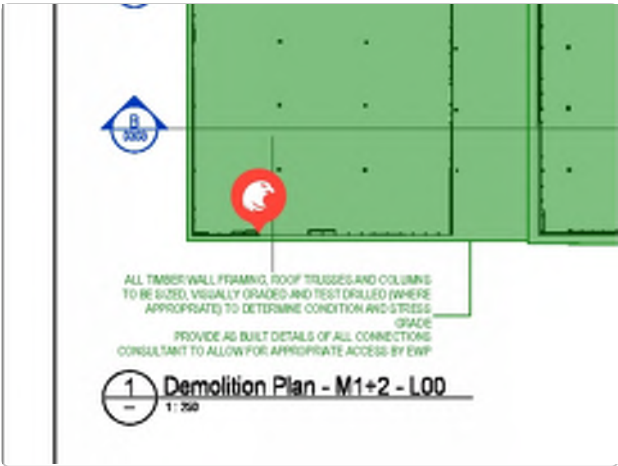 B
ALL TIMBER WALL FRAMING, ROOF TRUSSES AND COLUMNS
TO BE SIZED, VISUALLY GRADED AND TEST DRILLED (WHERE
APPROPRIATE) TO DETERMINE CONDITION AND STRESS
GRADE
PROVIDE AS BUILT DETAILS OF ALL CONNECTIONS
CONSULTANT TO ALLOW FOR APPROPRIATE ACCESS BY EWP
1
–
Demolition Plan - M1+2 - L00
1 : 250